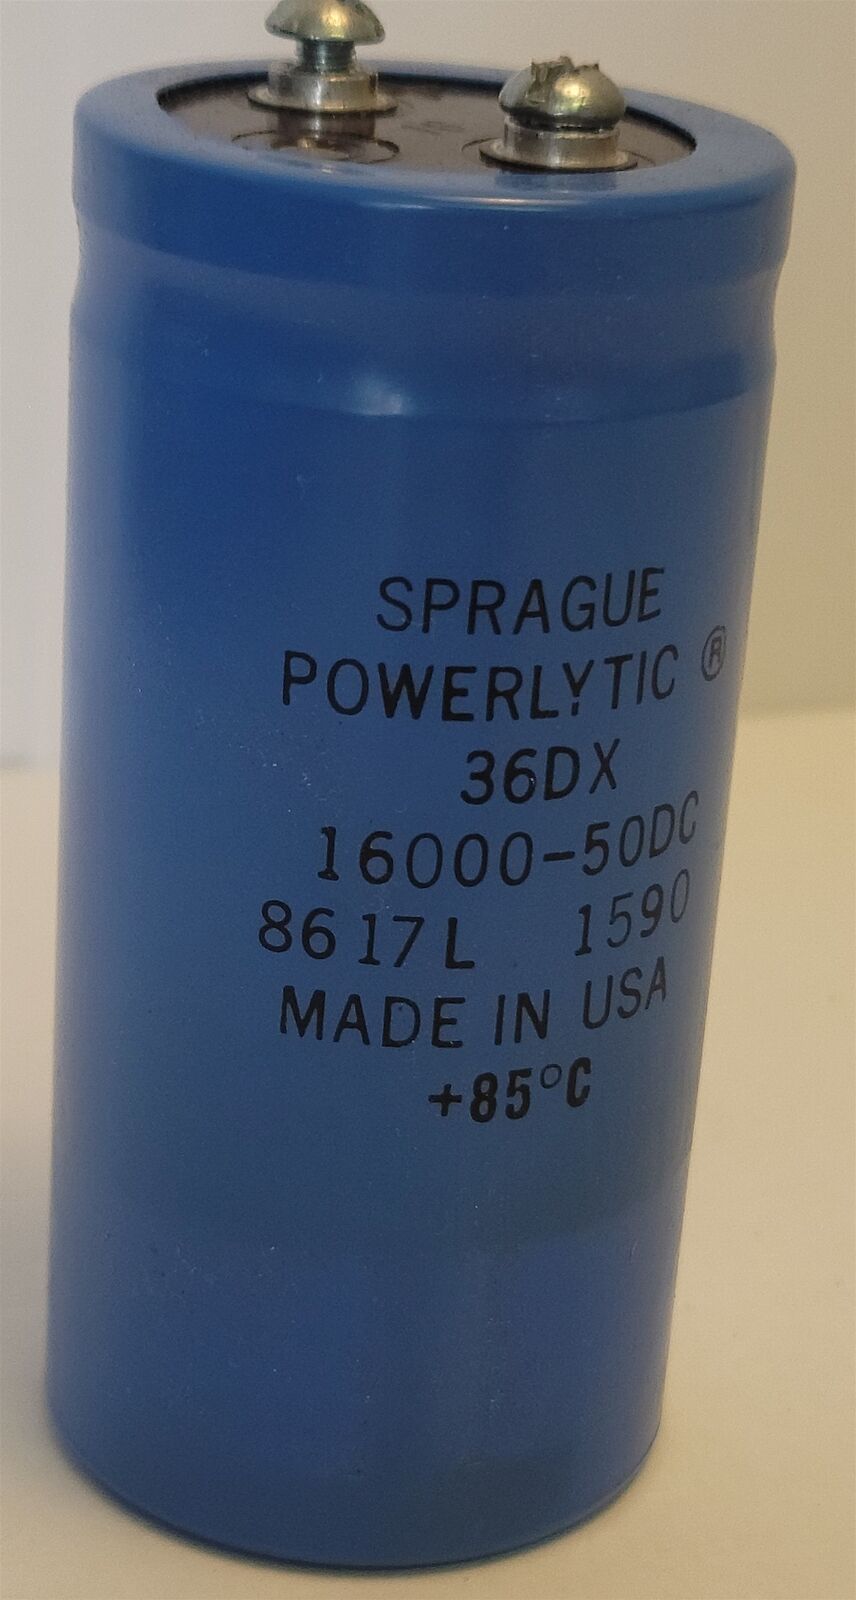 SPRAGUE
POWERLYTIC ®
36DX
16000-50DC
8617L 1590
MADE IN USA
+85°C